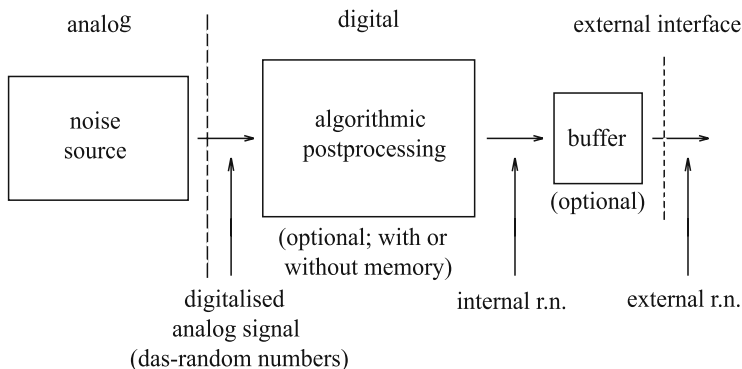 analog
digital
external interface
noise
source
algorithmic
postprocessing
buffer
(optional)
(optional; with or
without memory)
digitalised
analog signal
(das-random numbers)
internal r.n.
external r.n.